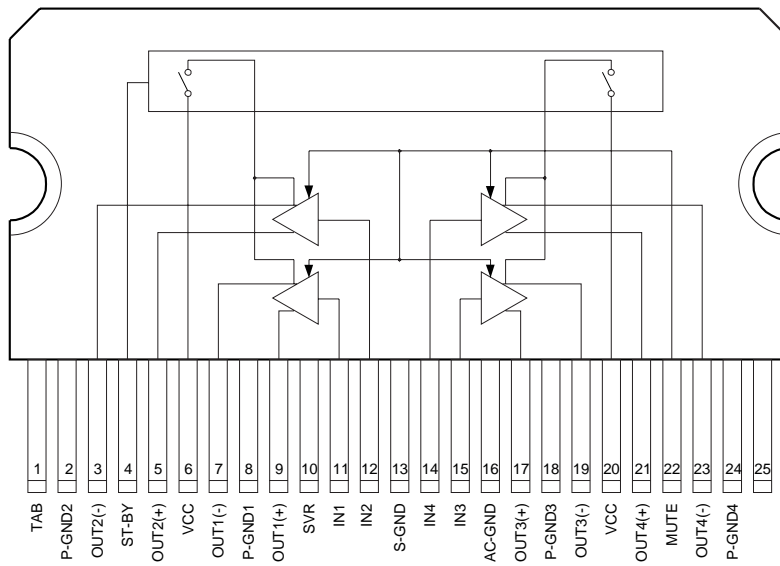 1 2 3 4 5 6 7 8 9 10 11 12 13 14 15 16 17 18 19 20 21 22 23 24 25
TAB
P-GND2
OUT2(-)
ST-BY
OUT2(+)
VCC
OUT1(-)
P-GND1
OUT1(+)
SVR
IN1
IN2
S-GND
IN4
IN3
AC-GND
OUT3(+)
P-GND3
OUT3(-)
VCC
OUT4(+)
MUTE
OUT4(-)
P-GND4